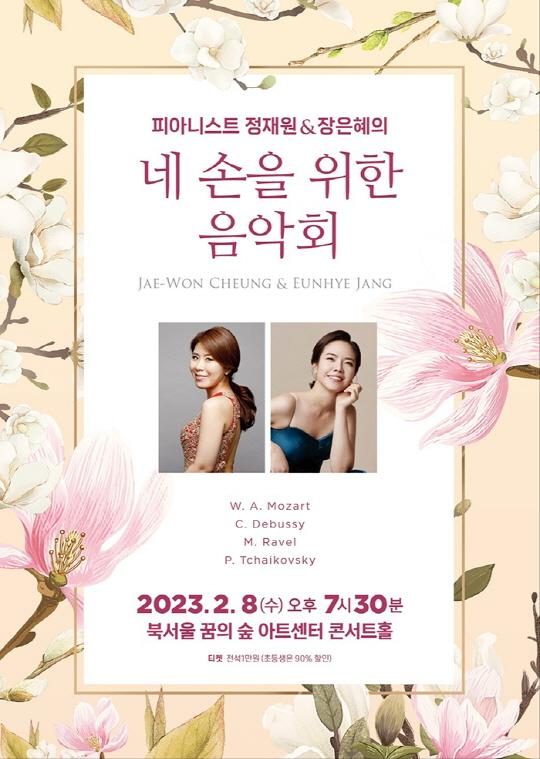 피아니스트 정재원&장은혜의
네 손을 위한
음악회
JAE-WON CHEUNG & EUNHYE JANG
W. A. Mozart
C. Debussy
M. Ravel
P. Tchaikovsky
2023. 2. 8(수) 오후 7시30분
북서울 꿈의 숲 아트센터 콘서트홀
티켓 전석1만원 (초등생은 90% 할인)